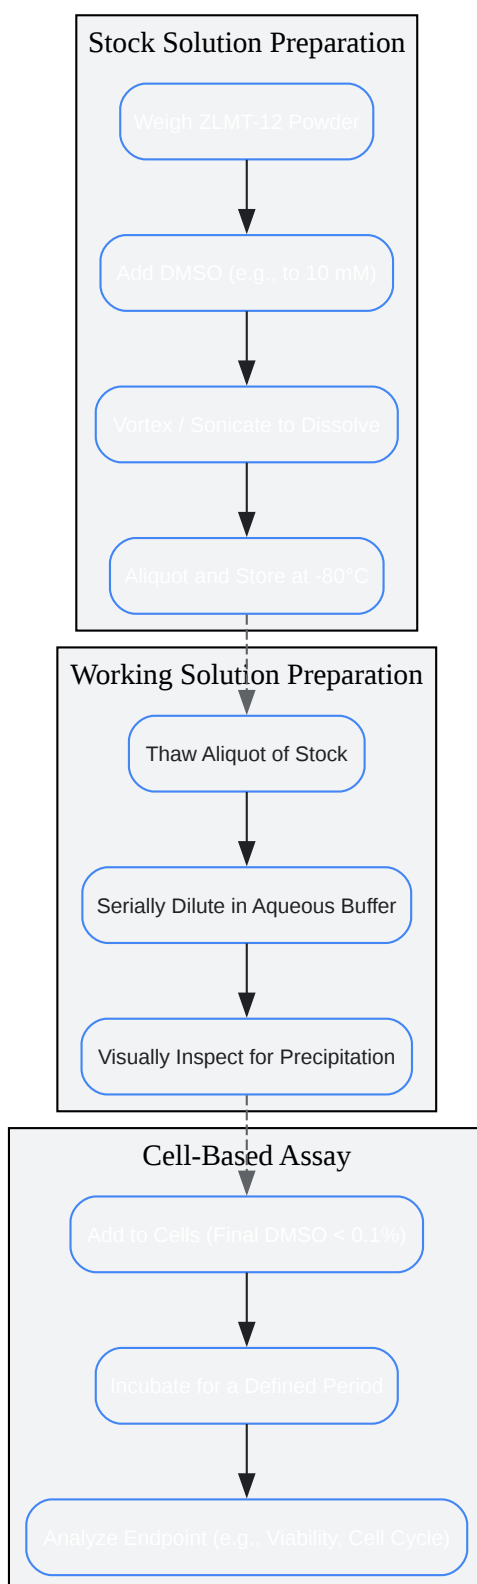 Stock Solution Preparation
Weigh ZLMT-12 Powder
Add DMSO (e.g., to 10 mM)
Vortex / Sonicate to Dissolve
Aliquot and Store at -80°C
Working Solution Preparation
Thaw Aliquot of Stock
Serially Dilute in Aqueous Buffer
Visually Inspect for Precipitation
Cell-Based Assay
Add to Cells (Final DMSO < 0.1%)
Incubate for a Defined Period
Analyze Endpoint (e.g., Viability, Cell Cycle)